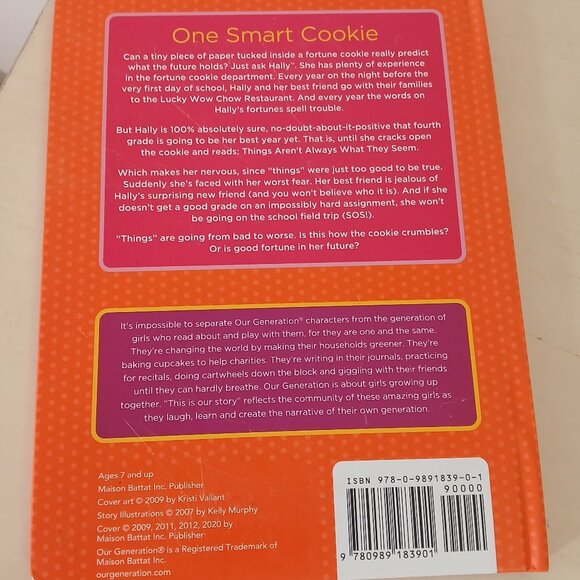 One Smart Cookie
Can a tiny piece of paper tucked inside a fortune cookie really predict
what the future holds? Just ask Hally™. She has plenty of experience
in the fortune cookie department. Every year on the night before the
very first day of school, Hally and her best friend go with their families
to the Lucky Wow Chow Restaurant. And every year the words on
Hally's fortunes spell trouble.
But Hally is 100% absolutely sure, no-doubt-about-it-positive that fourth
grade is going to be her best year yet. That is, until she cracks open
the cookie and reads: Things Aren't Always What They Seem.
Which makes her nervous, since "things" were just too good to be true.
Suddenly she's faced with her worst fear. Her best friend is jealous of
Hally's surprising new friend (and you won't believe who it is). And if she
doesn't get a good grade on an impossibly hard assignment, she won't
be going on the school field trip (SOS!).
"Things" are going from bad to worse. Is this how the cookie crumbles?
Or is good fortune in her future?
It's impossible to separate Our Generation® characters from the generation of
girls who read about and play with them, for they are one and the same.
They're changing the world by making their households greener. They're
baking cupcakes to help charities. They're writing in their journals, practicing
for recitals, doing cartwheels down the block and giggling with their friends
until they can hardly breathe. Our Generation is about girls growing up
together. "This is our story" reflects the community of these amazing girls as
they laugh, learn and create the narrative of their own generation.
Ages 7 and up
Maison Battat Inc. Publisher
Cover art © 2009 by Kristi Valiant
Story Illustrations © 2007 by Kelly Murphy
Cover © 2009, 2011, 2012, 2020 by
Maison Battat Inc. Publisher
Our Generation® is a Registered Trademark of
Maison Battat Inc.
ourgeneration.com
ISBN 978-0-9891839-0-1
90000
9 780989 183901